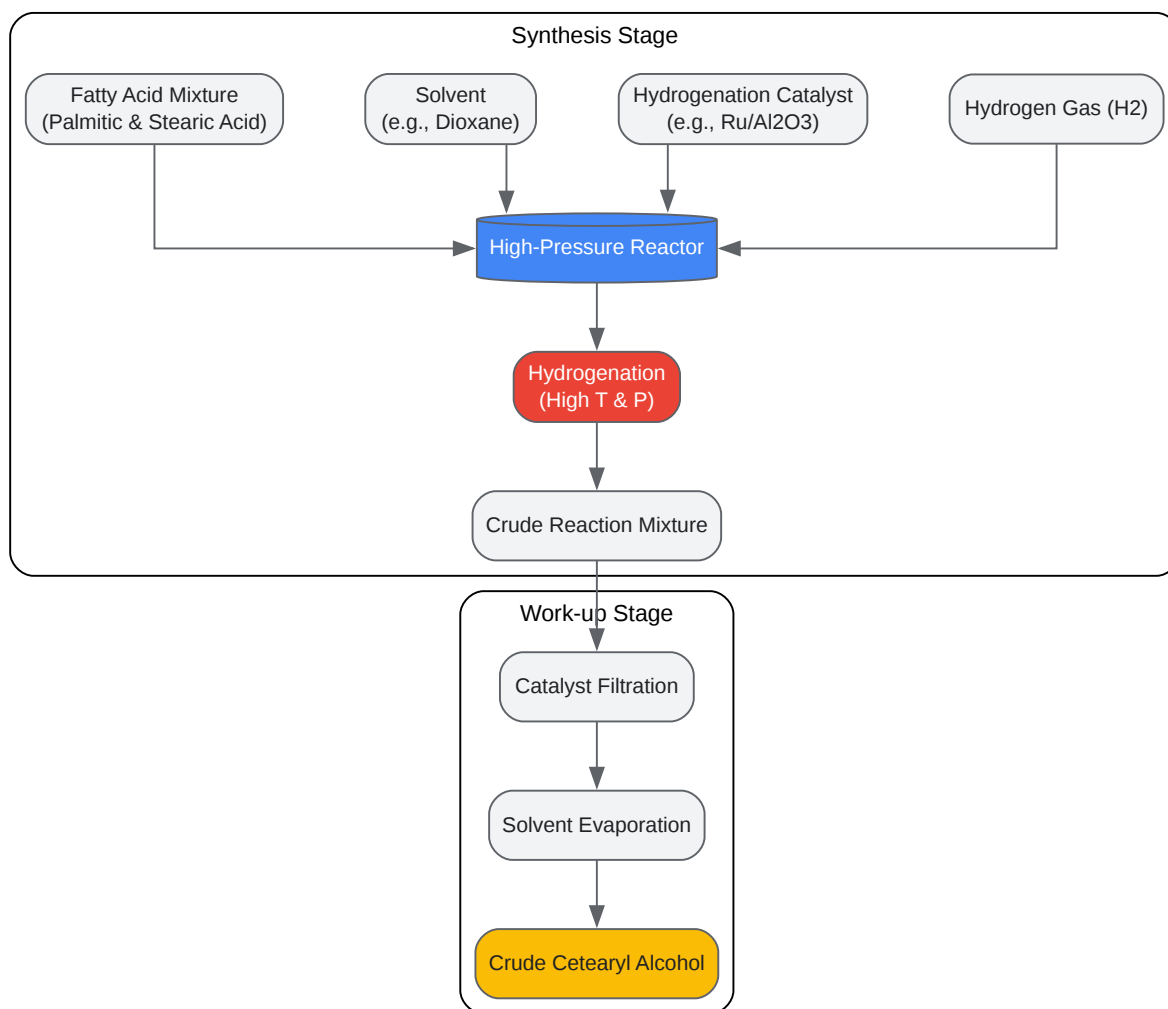 Synthesis Stage
Fatty Acid Mixture
(Palmitic & Stearic Acid)
Solvent
(e.g., Dioxane)
Hydrogenation Catalyst
(e.g., Ru/Al2O3)
Hydrogen Gas (H2)
High-Pressure Reactor
Hydrogenation
(High T & P)
Crude Reaction Mixture
Work-up Stage
Catalyst Filtration
Solvent Evaporation
Crude Cetearyl Alcohol